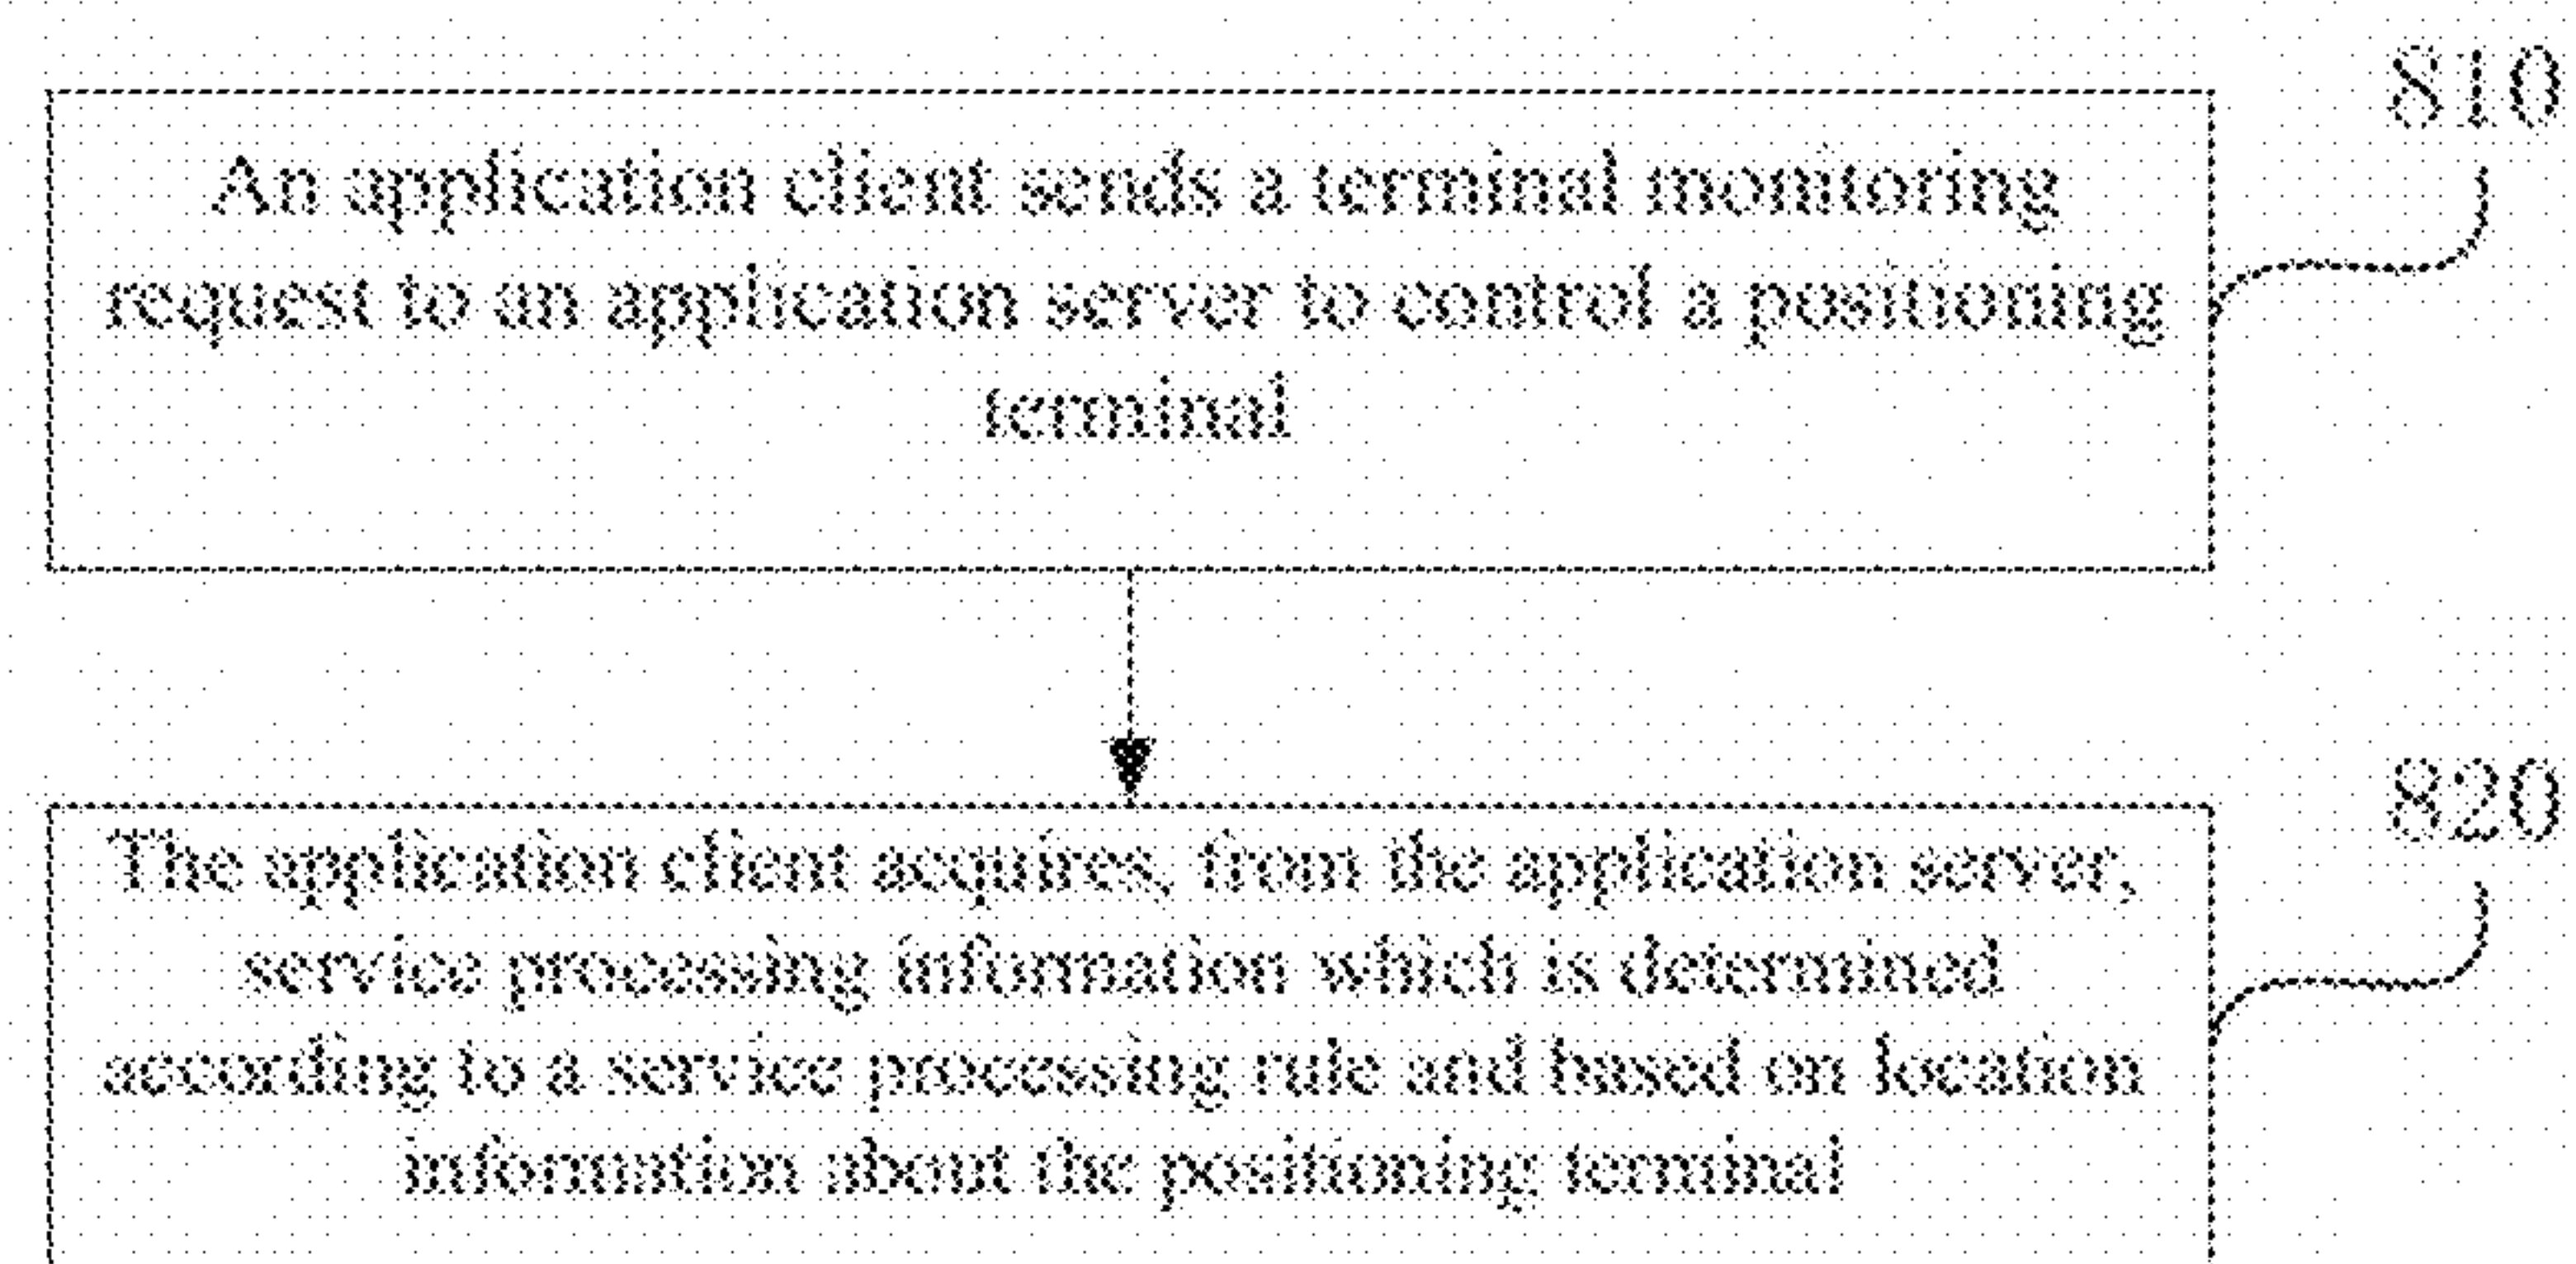 810
An application client sends a terminal monitoring
request to an application server to control a positioning
terminal
820
The application client acquires, from the application server,
service processing information which is determined
according to a service processing rule and based on location
information about the positioning terminal